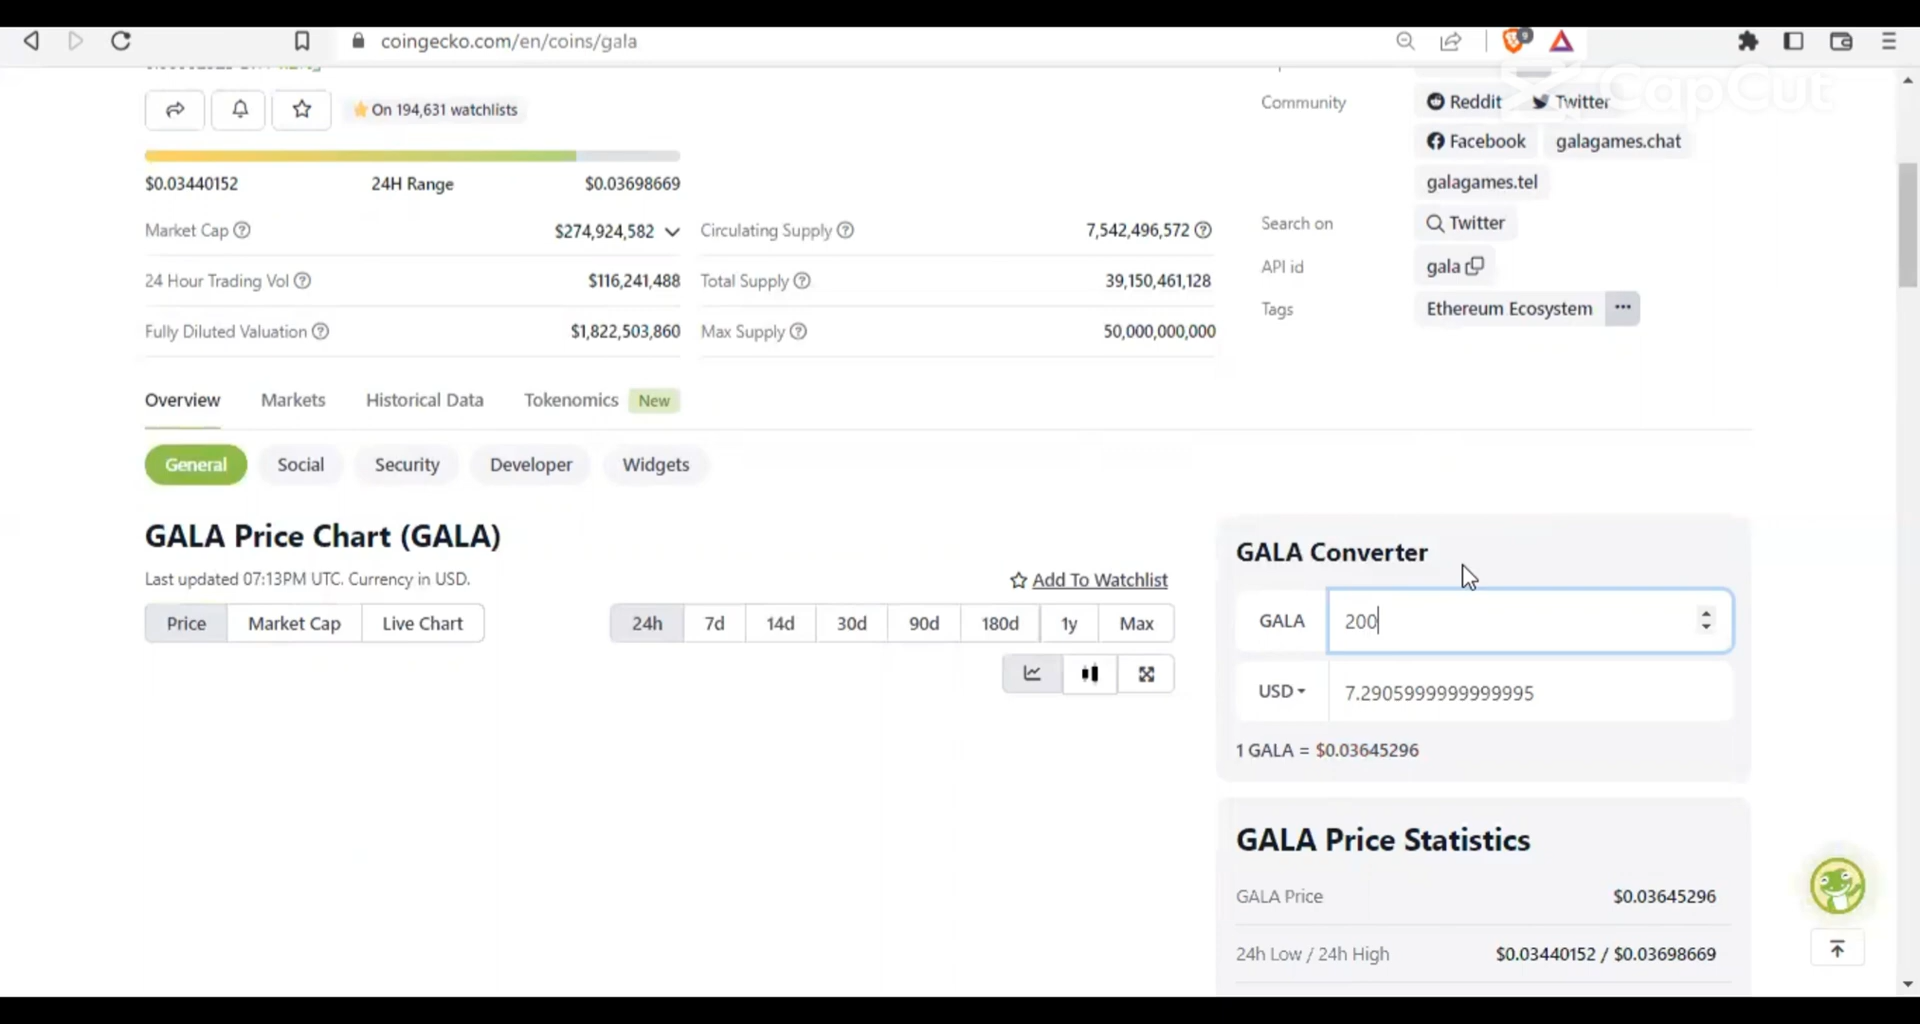 coingecko.com/en/coins/gala
9
CapCut
On 194,631 watchlists
$0.03440152 24H Range $0.03698669
Market Cap $274,924,582
24 Hour Trading Vol $116,241,488
Fully Diluted Valuation $1,822,503,860
Circulating Supply 7,542,496,572
Total Supply 39,150,461,128
Max Supply 50,000,000,000
Community Reddit Twitter
Facebook galagames.chat
galagames.tel
Search on Twitter
API id gala
Tags Ethereum Ecosystem ...
Overview Markets Historical Data Tokenomics New
General Social Security Developer Widgets
GALA Price Chart (GALA)
Last updated 07:13PM UTC. Currency in USD.
Add To Watchlist
Price Market Cap Live Chart
24h 7d 14d 30d 90d 180d 1y Max
GALA Converter
GALA 200
USD 7.2905999999999995
1 GALA = $0.03645296
GALA Price Statistics
GALA Price $0.03645296
24h Low / 24h High $0.03440152 / $0.03698669